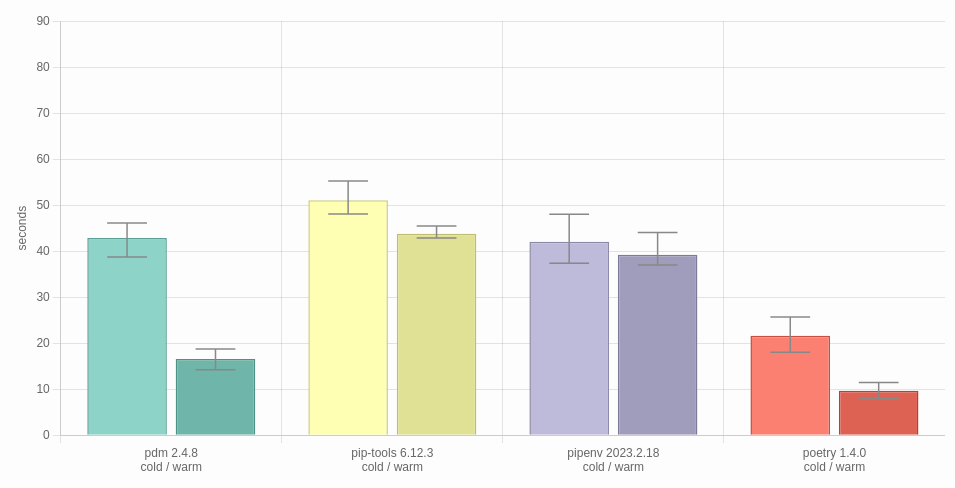 90
80
70
60
50
40
30
20
10
0
seconds
pdm 2.4.8
cold / warm
pip-tools 6.12.3
cold / warm
pipenv 2023.2.18
cold / warm
poetry 1.4.0
cold / warm